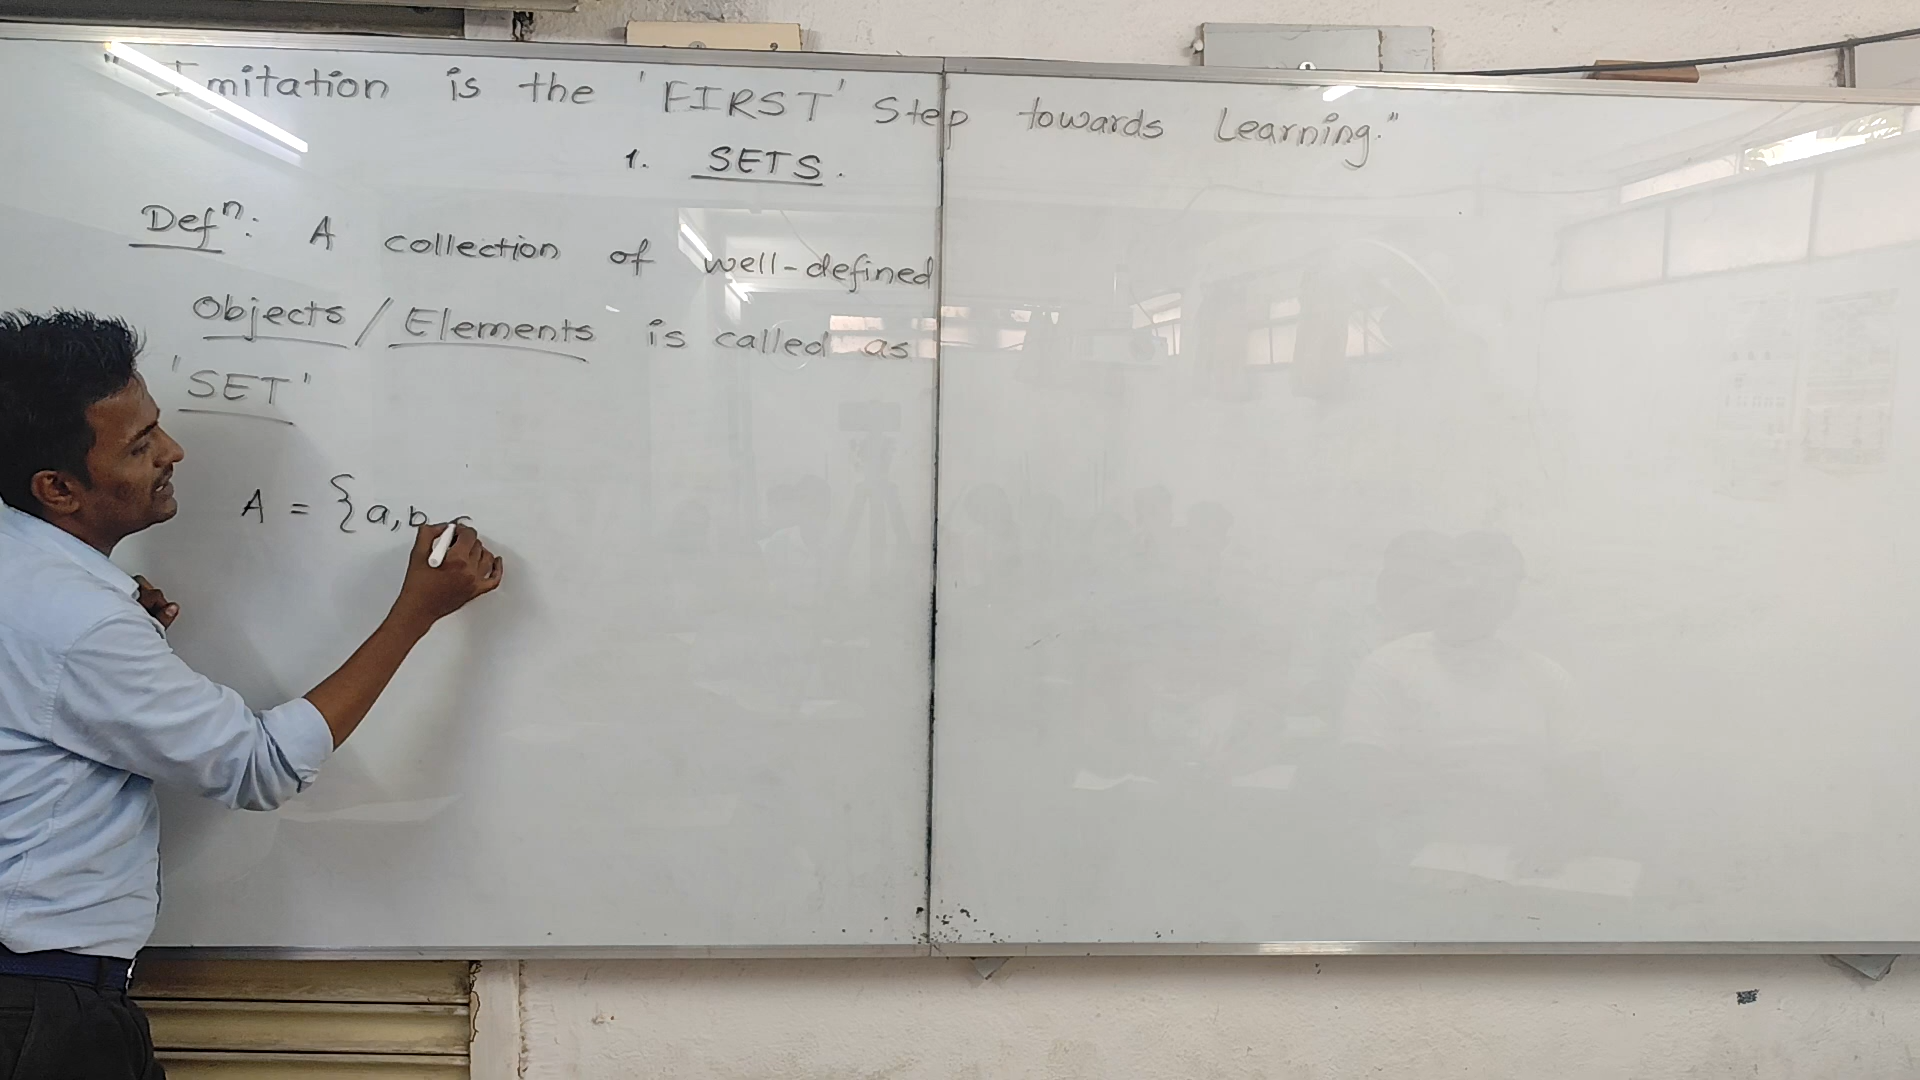 "Imitation is the 'FIRST' Step towards Learning."
1. SETS.
Defⁿ: A collection of well-defined
Objects / Elements is called as
'SET"
A = {a, b, c